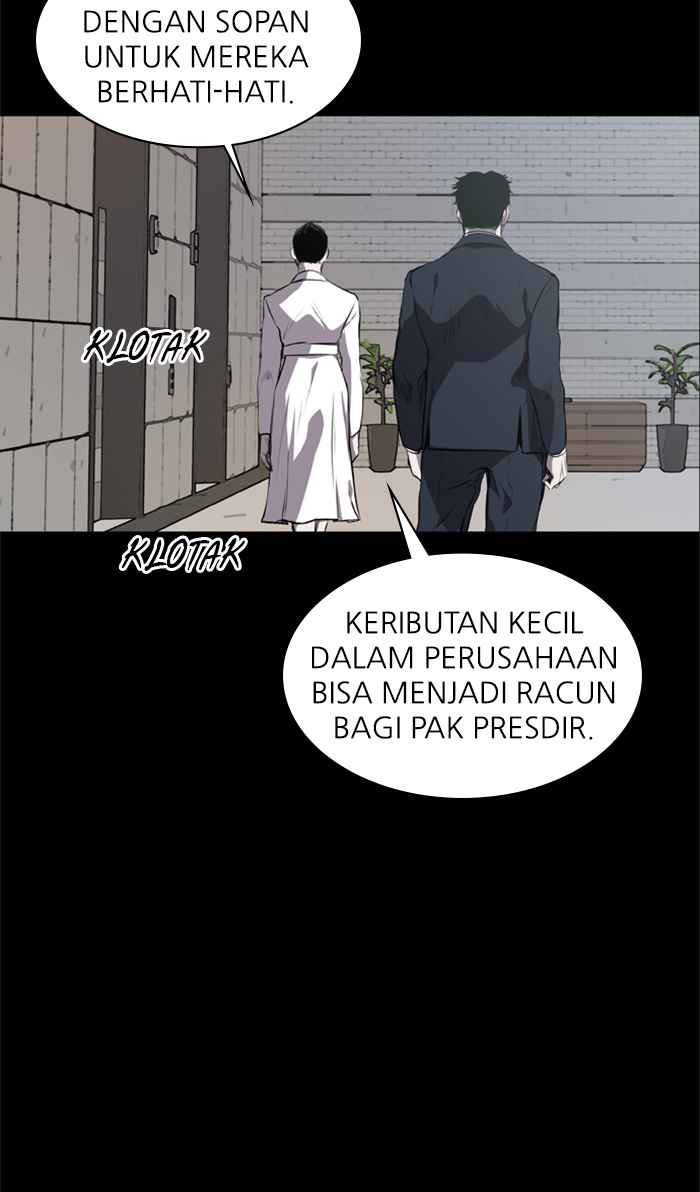 DENGAN SOPAN
UNTUK MEREKA
BERHATI-HATI.
KLOTAK
KLOTAK
KERIBUTAN KECIL
DALAM PERUSAHAAN
BISA MENJADI RACUN
BAGI PAK PRESDIR.